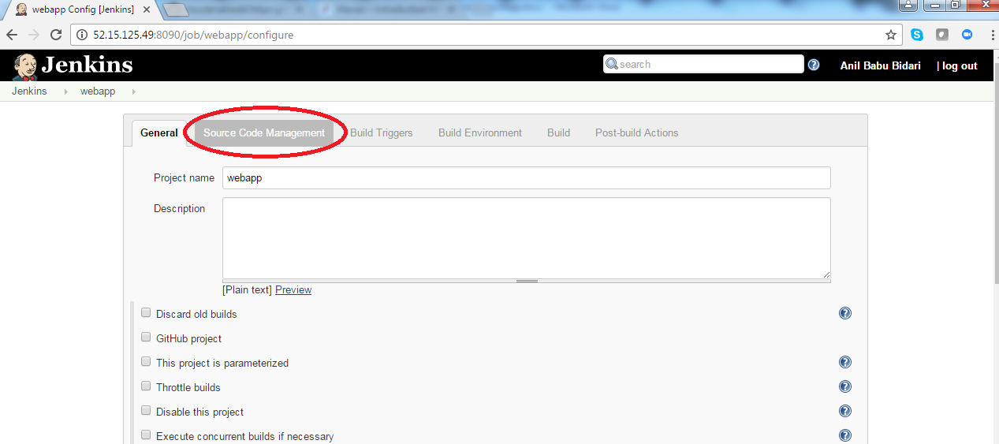 webapp Config [Jenkins]
52.15.125.49:8090/job/webapp/configure
Jenkins
search
Anil Babu Bidari
| log out
Jenkins
webapp
General
Source Code Management
Build Triggers
Build Environment
Build
Post-build Actions
Project name
webapp
Description
[Plain text] Preview
Discard old builds
GitHub project
This project is parameterized
Throttle builds
Disable this project
Execute concurrent builds if necessary